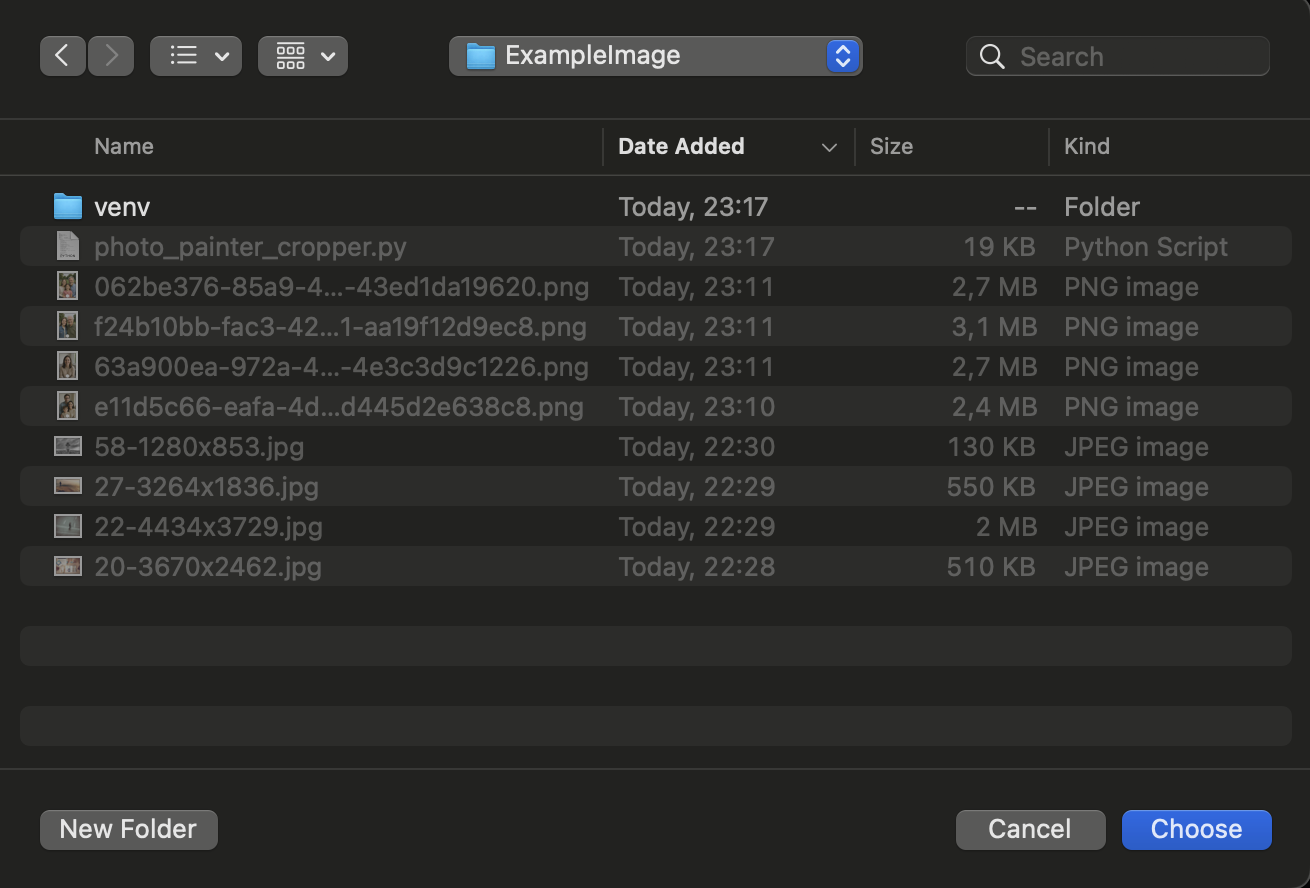 ExampleImage
Search
Name Date Added Size Kind
venv Today, 23:17 -- Folder
photo_painter_cropper.py Today, 23:17 19 KB Python Script
062be376-85a9-4...-43ed1da19620.png Today, 23:11 2,7 MB PNG image
f24b10bb-fac3-42...1-aa19f12d9ec8.png Today, 23:11 3,1 MB PNG image
63a900ea-972a-4...-4e3c3d9c1226.png Today, 23:11 2,7 MB PNG image
e11d5c66-eafa-4d...d445d2e638c8.png Today, 23:10 2,4 MB PNG image
58-1280x853.jpg Today, 22:30 130 KB JPEG image
27-3264x1836.jpg Today, 22:29 550 KB JPEG image
22-4434x3729.jpg Today, 22:29 2 MB JPEG image
20-3670x2462.jpg Today, 22:28 510 KB JPEG image
New Folder Cancel Choose